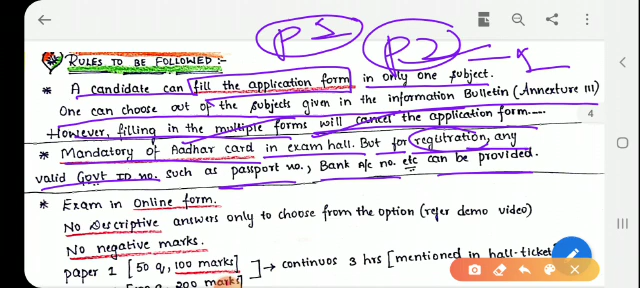 P1 P2
RULES TO BE FOLLOWED:-
* A candidate can fill the application form in only one subject.
One can choose out of the subjects given in the information Bulletin (Annexture III)
However, filling in the multiple forms will cancel the application form....
4
* Mandatory of Aadhar card in exam hall. But for registration, any
valid Govt ID no. such as passport no., Bank A/c no. etc can be provided.
* Exam in Online form.
No Descriptive answers only to choose from the option (refer demo video)
No negative marks.
paper 1 [50 q, 100 marks] → continuos 3 hrs [mentioned in hall-ticket
200 marks]